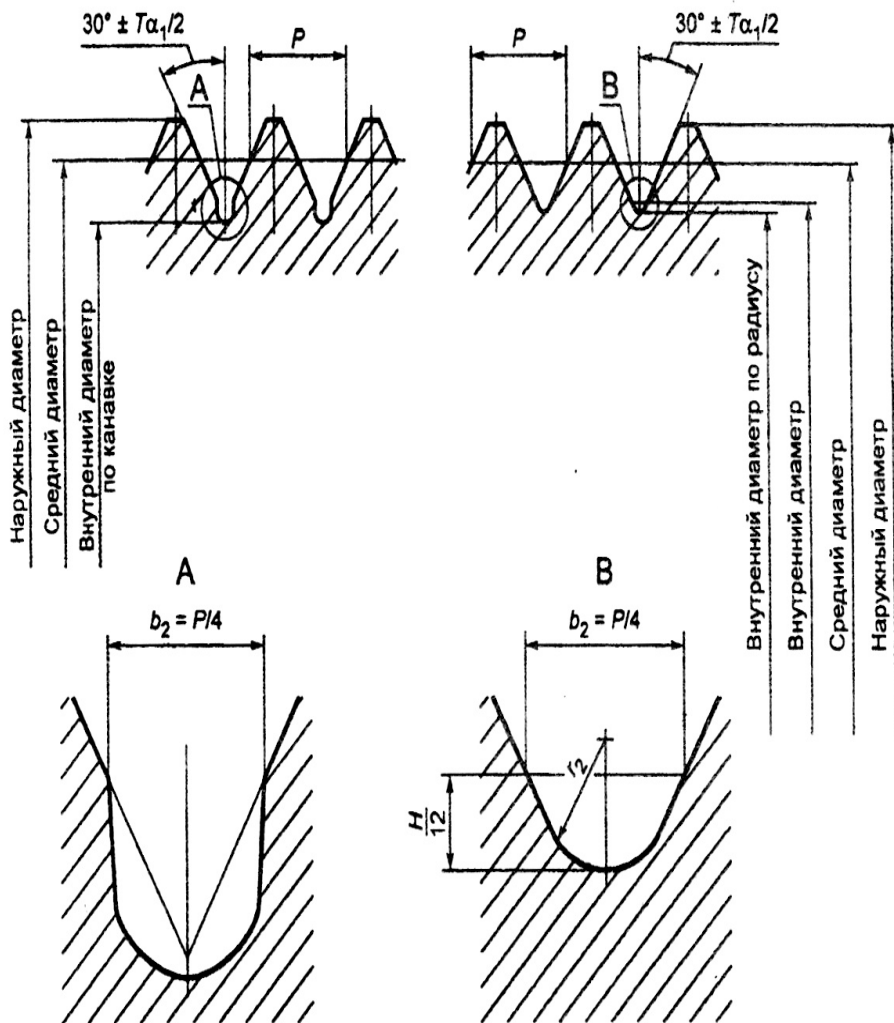 30° ± Tα₁/2
P
A
P
B
30° ± Tα₁/2
Наружный диаметр
Средний диаметр
Внутренний диаметр
по канавке
Внутренний диаметр по радиусу
Внутренний диаметр
Средний диаметр
Наружный диаметр
A
b₂ = P/4
B
b₂ = P/4
r₂
H/12